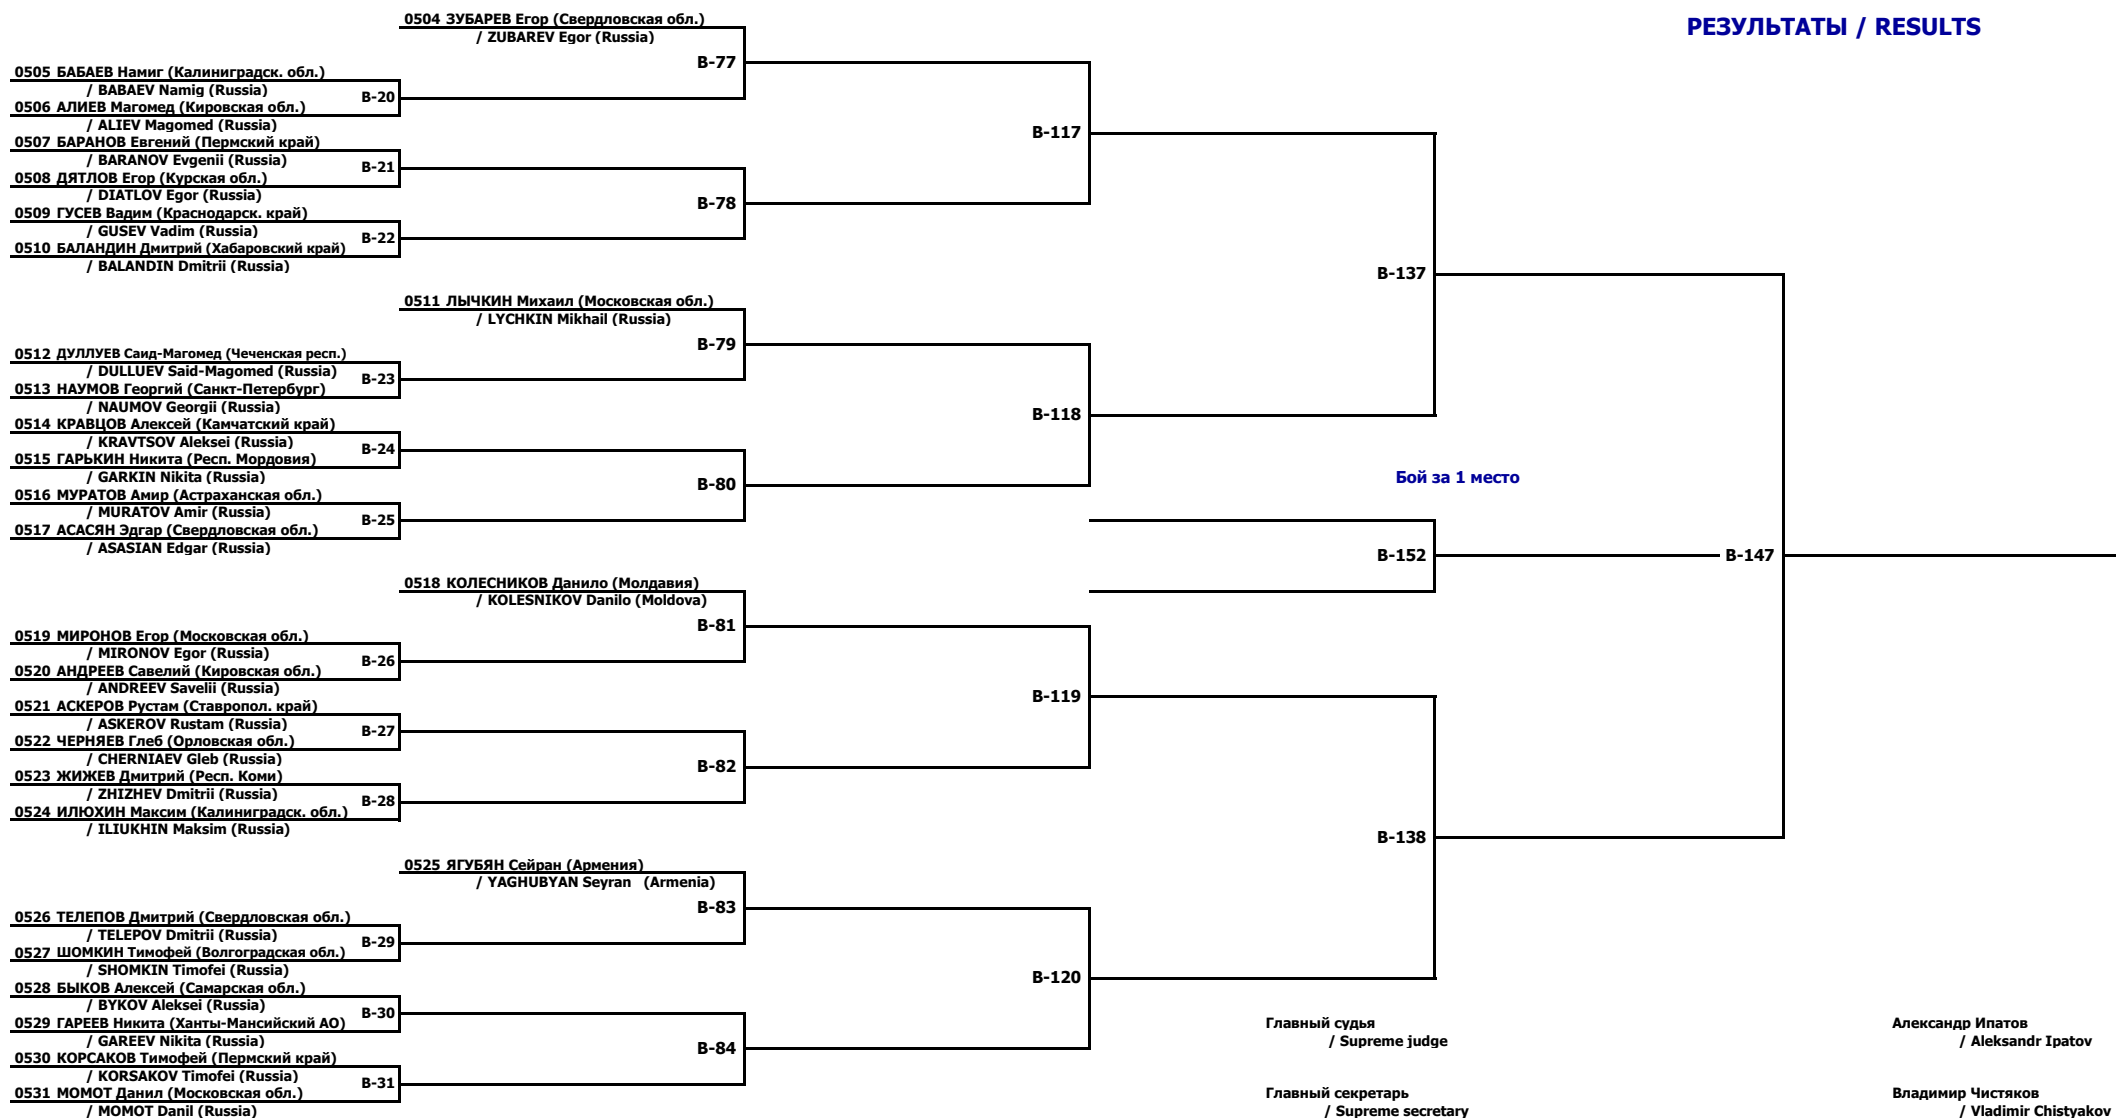 РЕЗУЛЬТАТЫ / RESULTS
0504 ЗУБАРЕВ Егор (Свердловская обл.)
/ ZUBAREV Egor (Russia)
B-77
0505 БАБАЕВ Намиг (Калиниградск. обл.)
/ BABAEV Namig (Russia)
B-20
0506 АЛИЕВ Магомед (Кировская обл.)
/ ALIEV Magomed (Russia)
B-117
0507 БАРАНОВ Евгений (Пермский край)
/ BARANOV Evgenii (Russia)
B-21
0508 ДЯТЛОВ Егор (Курская обл.)
/ DIATLOV Egor (Russia)
B-78
0509 ГУСЕВ Вадим (Краснодарск. край)
/ GUSEV Vadim (Russia)
B-22
0510 БАЛАНДИН Дмитрий (Хабаровский край)
/ BALANDIN Dmitrii (Russia)
B-137
0511 ЛЫЧКИН Михаил (Московская обл.)
/ LYCHKIN Mikhail (Russia)
B-79
0512 ДУЛЛУЕВ Саид-Магомед (Чеченская респ.)
/ DULLUEV Said-Magomed (Russia)
B-23
0513 НАУМОВ Георгий (Санкт-Петербург)
/ NAUMOV Georgii (Russia)
B-118
0514 КРАВЦОВ Алексей (Камчатский край)
/ KRAVTSOV Aleksei (Russia)
B-24
0515 ГАРЬКИН Никита (Респ. Мордовия)
/ GARKIN Nikita (Russia)
B-80
Бой за 1 место
0516 МУРАТОВ Амир (Астраханская обл.)
/ MURATOV Amir (Russia)
B-25
0517 АСАСЯН Эдгар (Свердловская обл.)
/ ASASIAN Edgar (Russia)
B-152
B-147
0518 КОЛЕСНИКОВ Данило (Молдавия)
/ KOLESNIKOV Danilo (Moldova)
B-81
0519 МИРОНОВ Егор (Московская обл.)
/ MIRONOV Egor (Russia)
B-26
0520 АНДРЕЕВ Савелий (Кировская обл.)
/ ANDREEV Savelii (Russia)
B-119
0521 АСКЕРОВ Рустам (Ставропол. край)
/ ASKEROV Rustam (Russia)
B-27
0522 ЧЕРНЯЕВ Глеб (Орловская обл.)
/ CHERNIAEV Gleb (Russia)
B-82
0523 ЖИЖЕВ Дмитрий (Респ. Коми)
/ ZHIZHEV Dmitrii (Russia)
B-28
0524 ИЛЮХИН Максим (Калиниградск. обл.)
/ ILIUKHIN Maksim (Russia)
B-138
0525 ЯГУБЯН Сейран (Армения)
/ YAGHUBYAN Seyran (Armenia)
B-83
0526 ТЕЛЕПОВ Дмитрий (Свердловская обл.)
/ TELEPOV Dmitrii (Russia)
B-29
0527 ШОМКИН Тимофей (Волгоградская обл.)
/ SHOMKIN Timofei (Russia)
B-120
0528 БЫКОВ Алексей (Самарская обл.)
/ BYKOV Aleksei (Russia)
B-30
0529 ГАРЕЕВ Никита (Ханты-Мансийский АО)
/ GAREEV Nikita (Russia)
B-84
0530 КОРСАКОВ Тимофей (Пермский край)
/ KORSAKOV Timofei (Russia)
B-31
0531 МОМОТ Данил (Московская обл.)
/ MOMOT Danil (Russia)
Главный судья
/ Supreme judge
Александр Ипатов
/ Aleksandr Ipatov
Главный секретарь
/ Supreme secretary
Владимир Чистяков
/ Vladimir Chistyakov